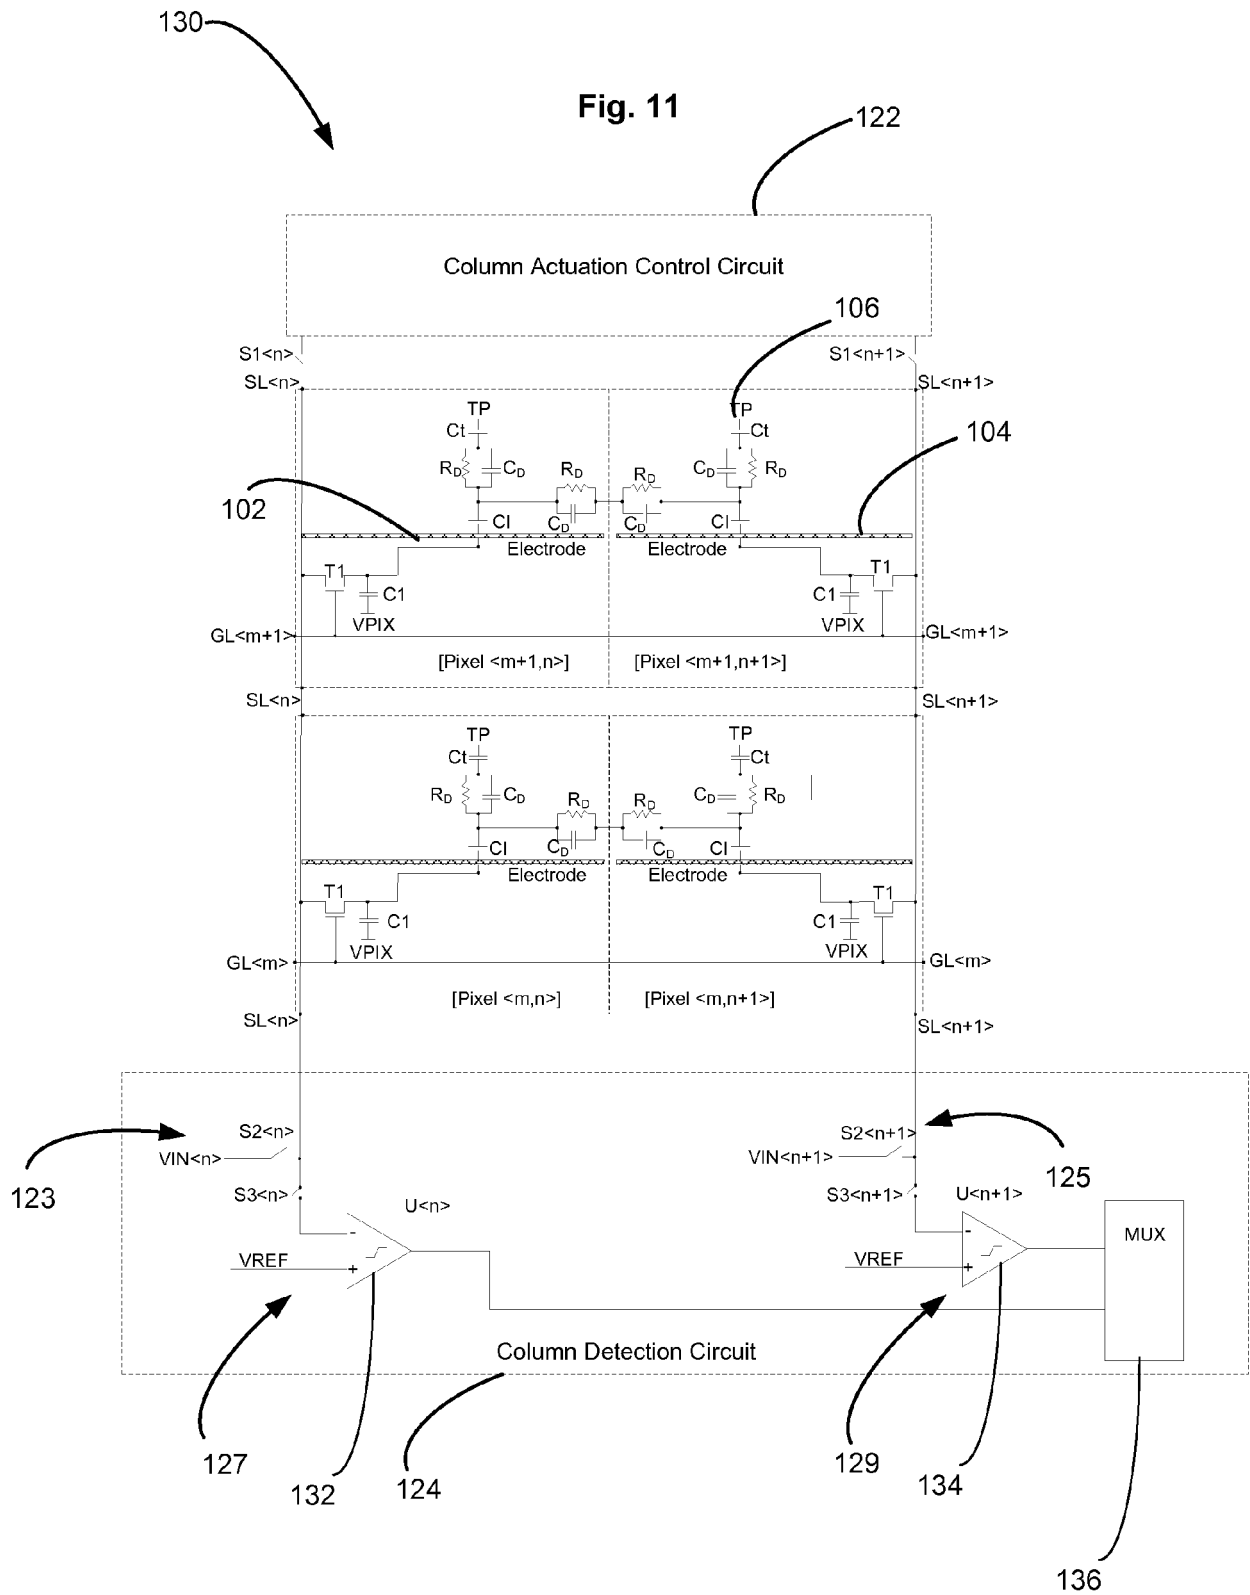 130
Fig. 11
122
Column Actuation Control Circuit
106
S1<n>
S1<n+1>
SL<n>
SL<n+1>
TP
TP
Ct
Ct
104
RD
CD
RD
RD
CD
RD
102
CI
CD
CD
CI
Electrode
Electrode
T1
T1
C1
C1
VPIX
VPIX
GL<m+1>
GL<m+1>
[Pixel <m+1,n>]
[Pixel <m+1,n+1>]
SL<n>
SL<n+1>
TP
TP
Ct
Ct
RD
CD
RD
RD
CD
RD
CI
CD
CD
CI
Electrode
Electrode
T1
T1
C1
C1
VPIX
VPIX
GL<m>
GL<m>
[Pixel <m,n>]
[Pixel <m,n+1>]
SL<n>
SL<n+1>
S2<n>
S2<n+1>
VIN<n>
VIN<n+1>
123
125
S3<n>
S3<n+1>
U<n>
U<n+1>
-
-
MUX
VREF
+
VREF
+
Column Detection Circuit
127
132
124
129
134
136